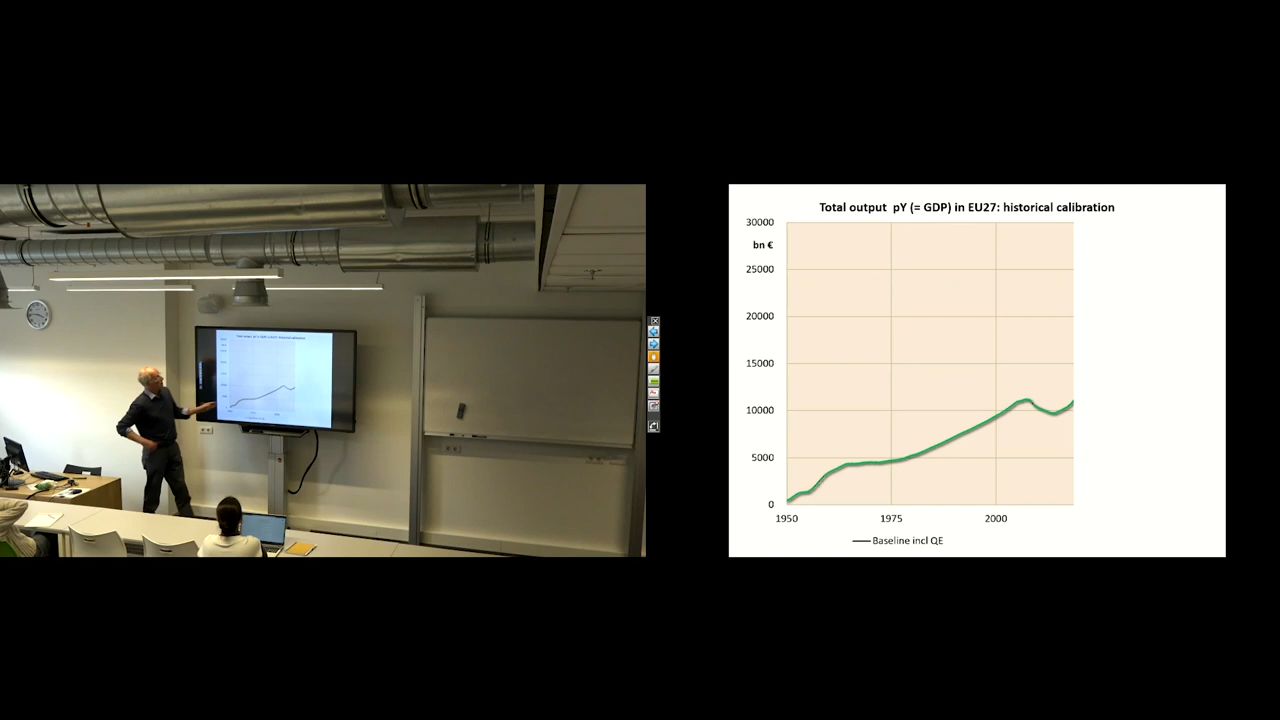 Total output pY (= GDP) in EU27: historical calibration
30000
bn €
25000
20000
15000
10000
5000
0
1950 1975 2000
Baseline incl QE